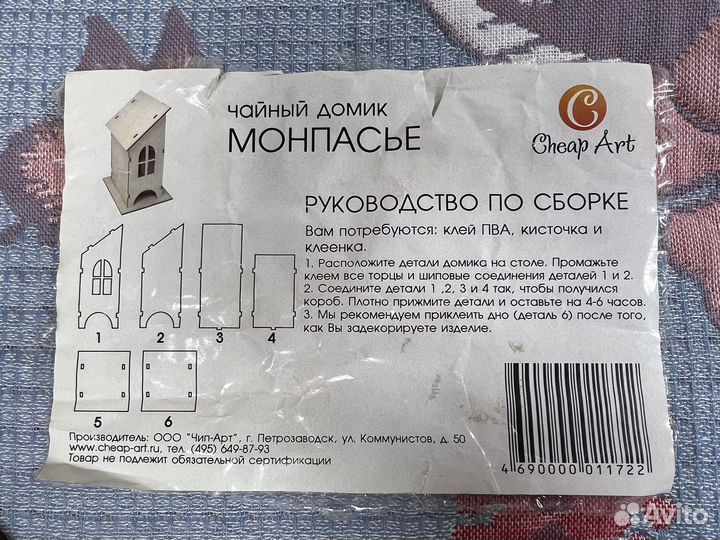 ЧАЙНЫЙ ДОМИК
МОНПАСЬЕ
C
Cheap Art
РУКОВОДСТВО ПО СБОРКЕ
Вам потребуются: клей ПВА, кисточка и
клеенка.
1. Расположите детали домика на столе. Промажьте
клеем все торцы и шиповые соединения деталей 1 и 2.
2. Соедините детали 1 ,2, 3 и 4 так, чтобы получился
короб. Плотно прижмите детали и оставьте на 4-6 часов.
3. Мы рекомендуем приклеить дно (деталь 6) после того,
как Вы задекорируете изделие.
1 2 3 4
5 6
Производитель: ООО "Чип-Арт", г. Петрозаводск, ул. Коммунистов, д. 50
www.cheap-art.ru, тел. (495) 649-87-93
Товар не подлежит обязательной сертификации
4 690000 011722
Avito